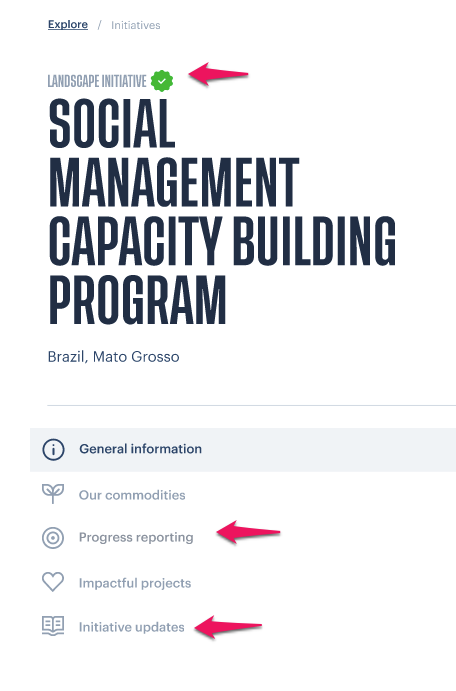 Explore / Initiatives
LANDSCAPE INITIATIVE
SOCIAL
MANAGEMENT
CAPACITY BUILDING
PROGRAM
Brazil, Mato Grosso
General information
Our commodities
Progress reporting
Impactful projects
Initiative updates